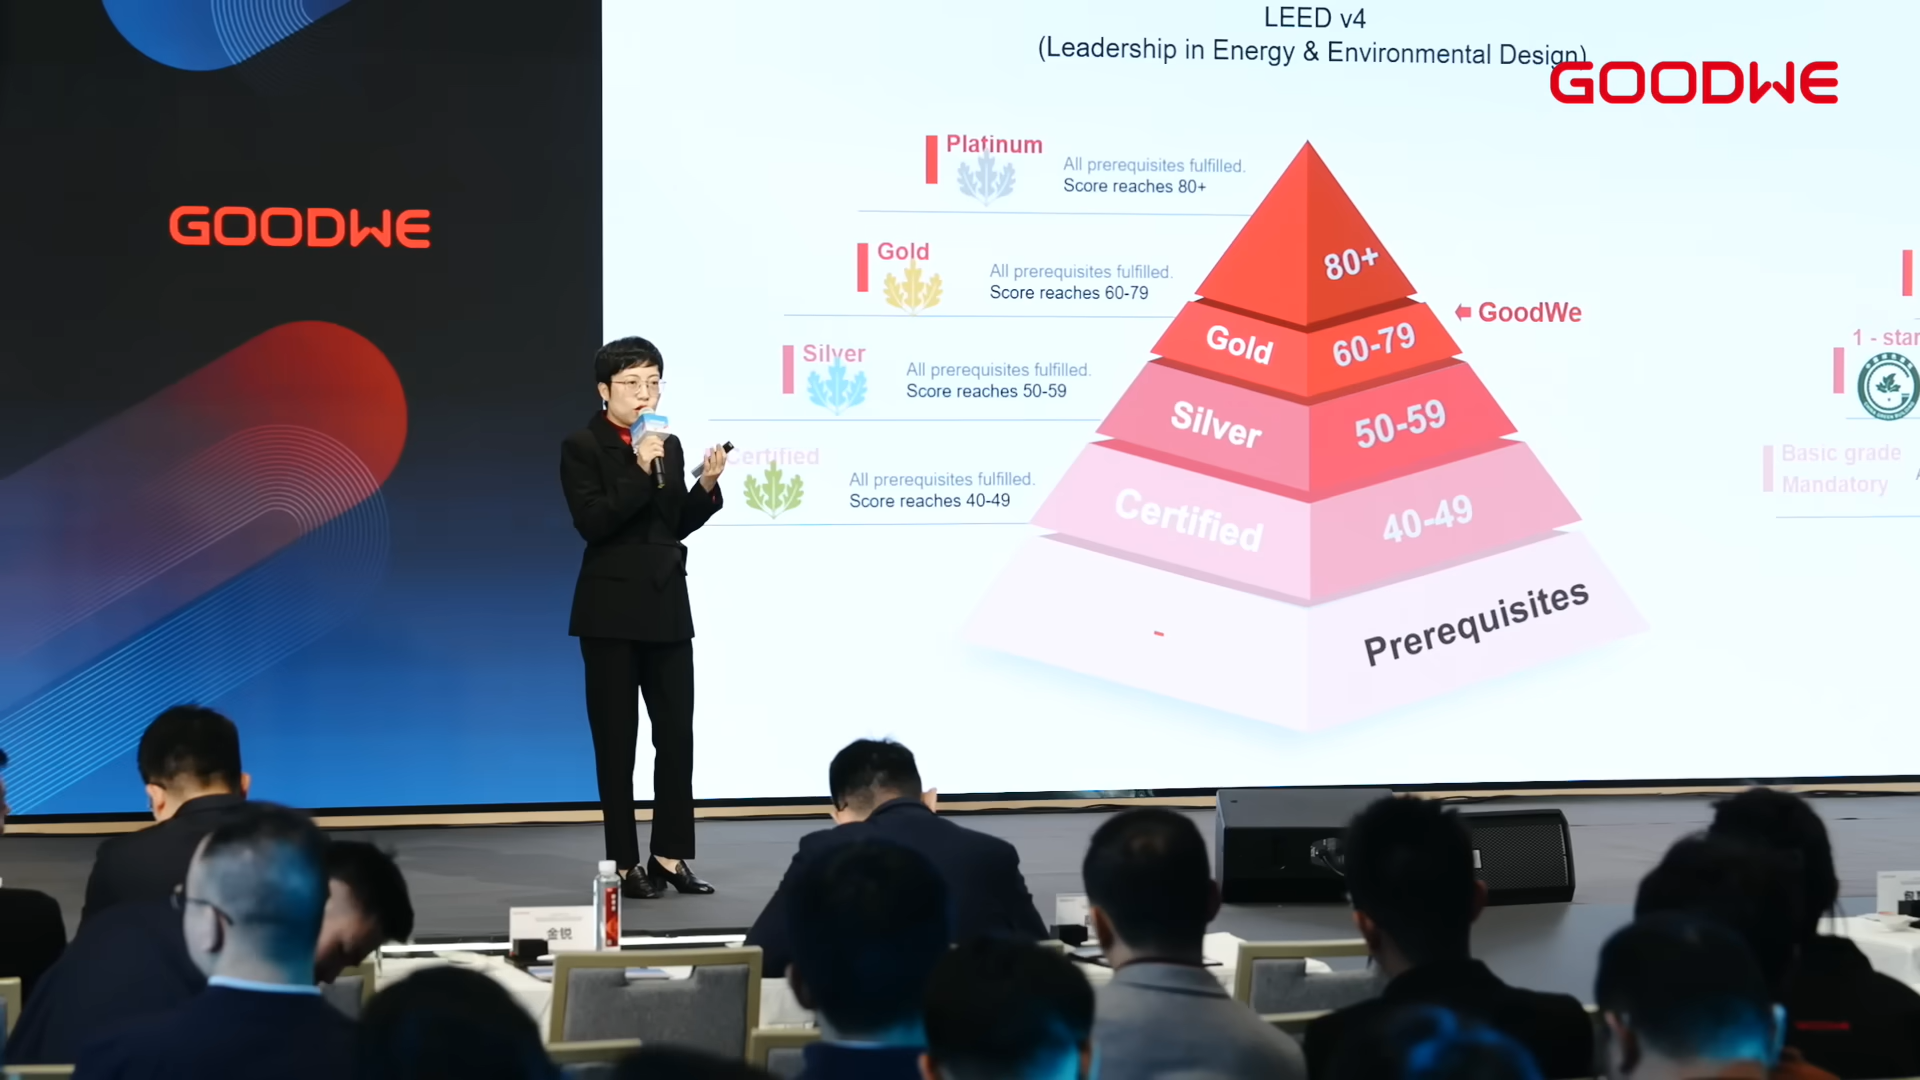 LEED v4
(Leadership in Energy & Environmental Design)
GOODWE
GOODWE
Platinum
All prerequisites fulfilled.
Score reaches 80+
Gold
All prerequisites fulfilled.
Score reaches 60-79
Silver
All prerequisites fulfilled.
Score reaches 50-59
Certified
All prerequisites fulfilled.
Score reaches 40-49
80+
Gold
60-79
GoodWe
Silver
50-59
Certified
40-49
-
Prerequisites
1 - star
Basic grade
Mandatory
金锐
GOODWE